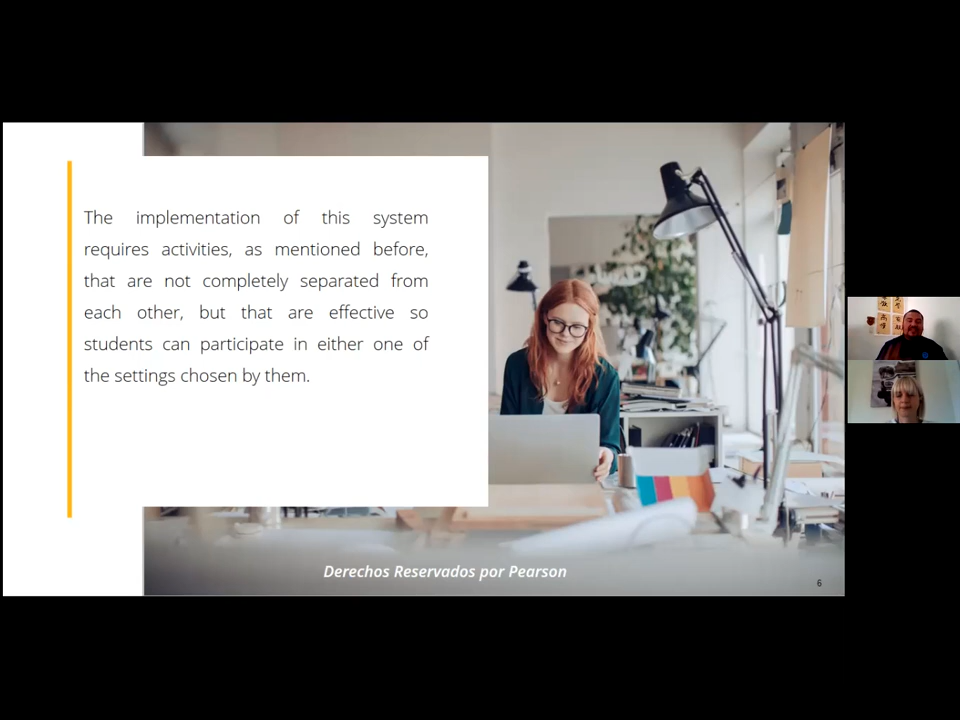 The implementation of this system
requires activities, as mentioned before,
that are not completely separated from
each other, but that are effective so
students can participate in either one of
the settings chosen by them.
Derechos Reservados por Pearson
6